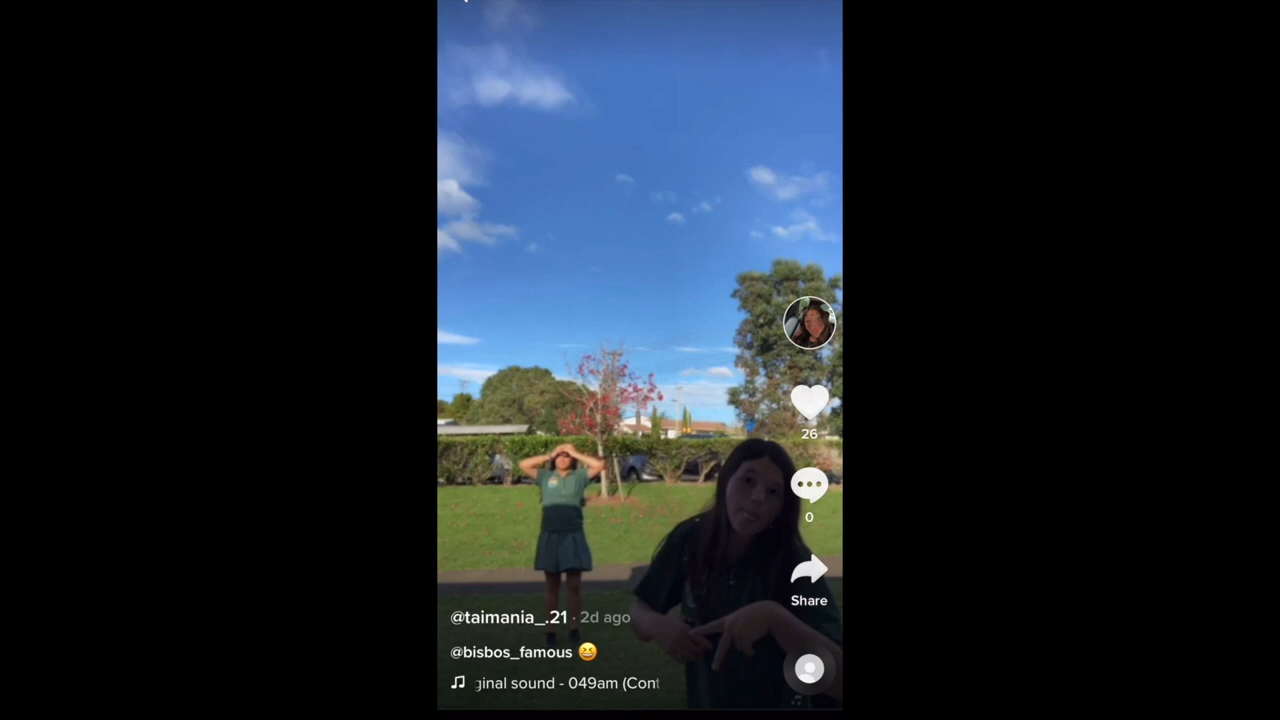 26
0
Share
@taimania_.21 · 2d ago
@bisbos_famous 😆
ginal sound - 049am (Cont